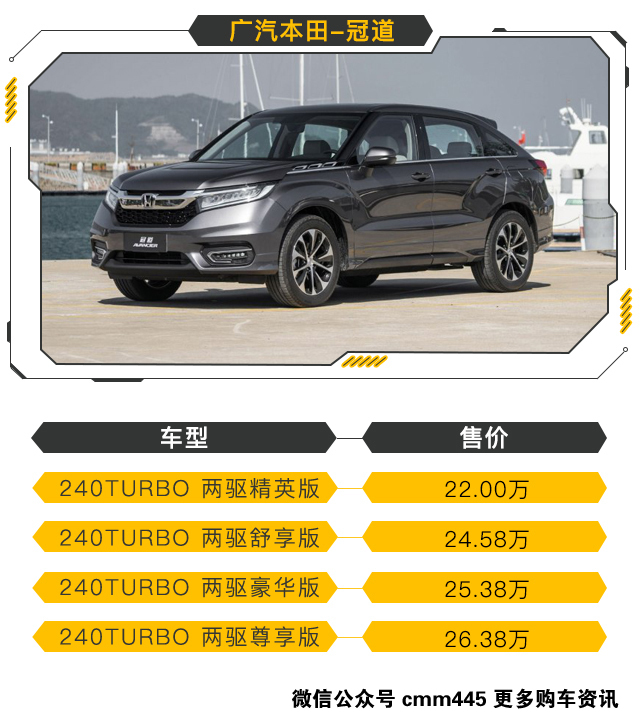 广汽本田-冠道
冠道
AVANCIER
车型 售价
240TURBO 两驱精英版 22.00万
240TURBO 两驱舒享版 24.58万
240TURBO 两驱豪华版 25.38万
240TURBO 两驱尊享版 26.38万
微信公众号 cmm445 更多购车资讯